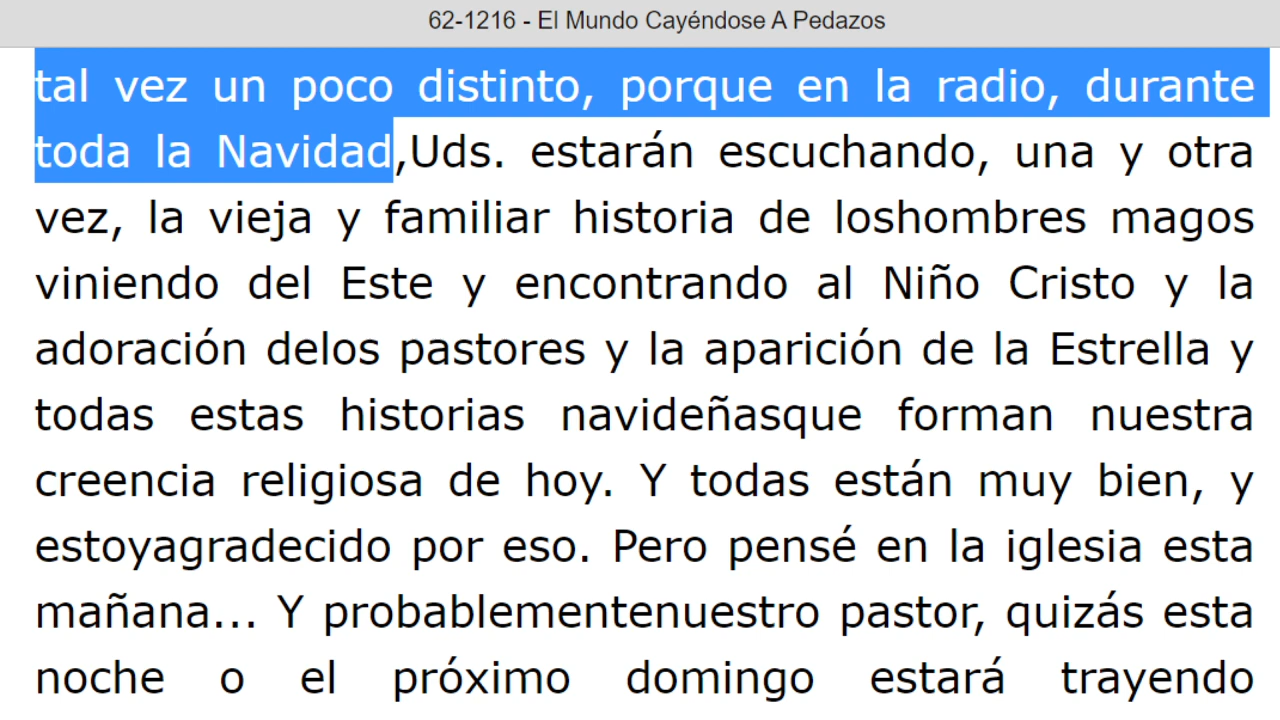 62-1216 - El Mundo Cayéndose A Pedazos
tal vez un poco distinto, porque en la radio, durante
toda la Navidad,Uds. estarán escuchando, una y otra
vez, la vieja y familiar historia de loshombres magos
viniendo del Este y encontrando al Niño Cristo y la
adoración delos pastores y la aparición de la Estrella y
todas estas historias navideñasque forman nuestra
creencia religiosa de hoy. Y todas están muy bien, y
estoyagradecido por eso. Pero pensé en la iglesia esta
mañana... Y probablementenuestro pastor, quizás esta
noche o el próximo domingo estará trayendo